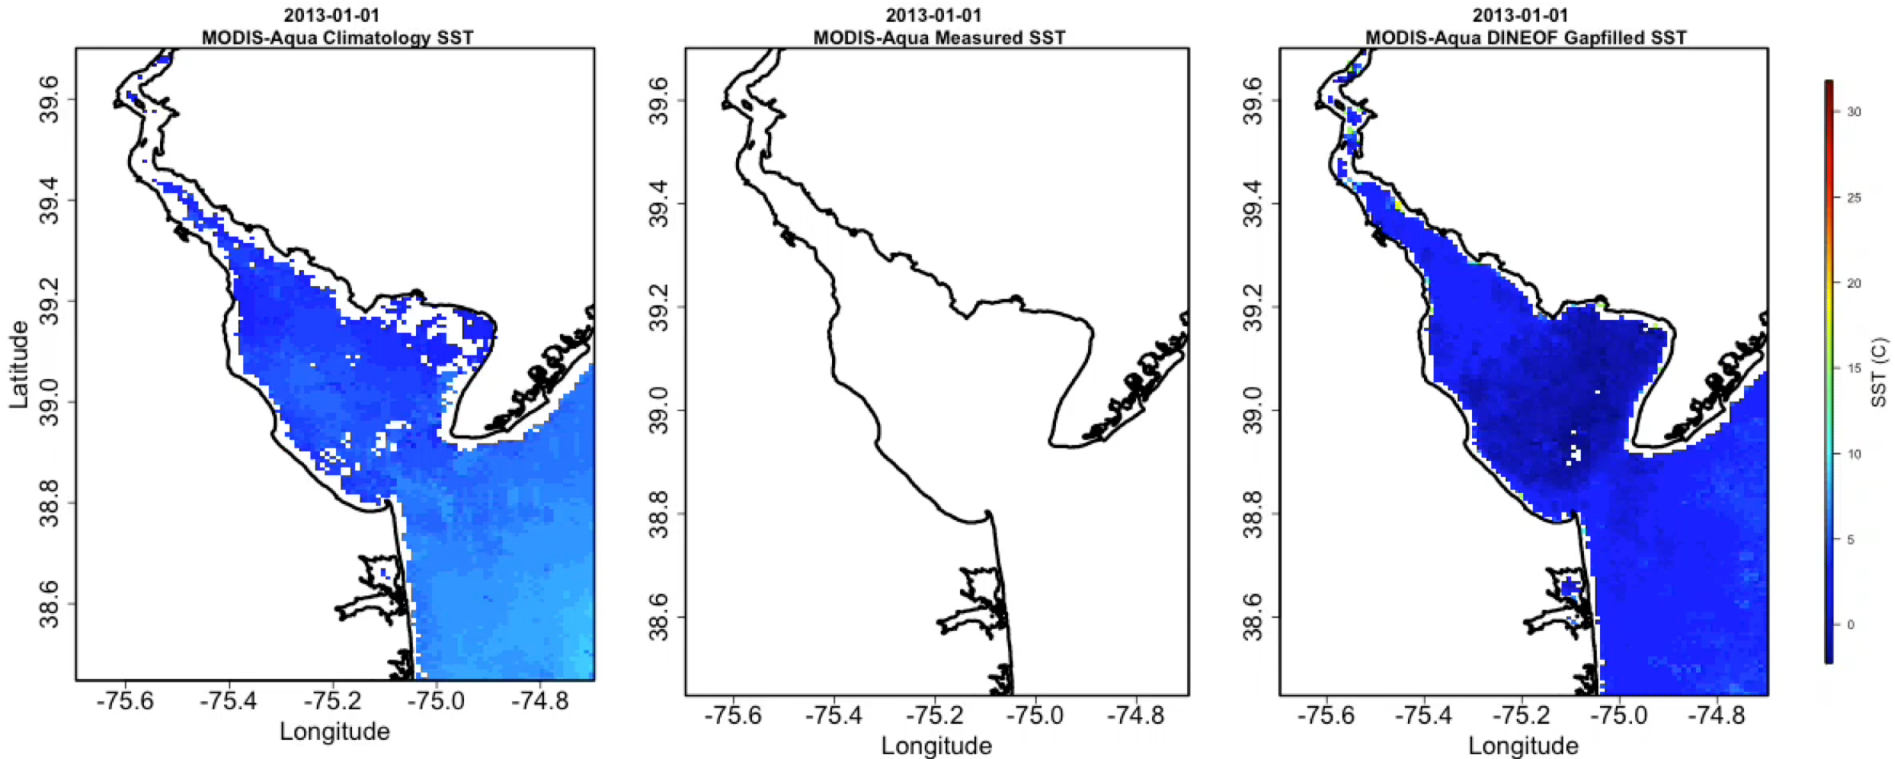 2013-01-01
MODIS-Aqua Climatology SST
39.6
39.4
39.2
39.0
38.8
38.6
Latitude
-75.6 -75.4 -75.2 -75.0 -74.8
Longitude
2013-01-01
MODIS-Aqua Measured SST
39.6
39.4
39.2
39.0
38.8
38.6
-75.6 -75.4 -75.2 -75.0 -74.8
Longitude
2013-01-01
MODIS-Aqua DINEOF Gapfilled SST
39.6
39.4
39.2
39.0
38.8
38.6
-75.6 -75.4 -75.2 -75.0 -74.8
Longitude
30
25
20
15
10
5
0
SST (C)